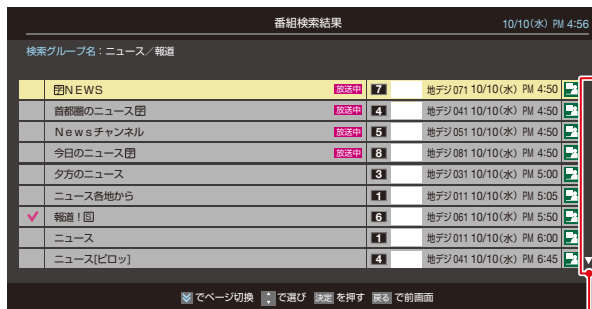 番組検索結果 10/10(水) PM 4:56
検索グループ名：ニュース／報道
字NEWS 放送中 7 地デジ071 10/10(水) PM 4:50
首都圏のニュース字 放送中 4 地デジ041 10/10(水) PM 4:50
Newsチャンネル 放送中 5 地デジ051 10/10(水) PM 4:50
今日のニュース字 放送中 8 地デジ081 10/10(水) PM 4:50
夕方のニュース 3 地デジ031 10/10(水) PM 5:00
ニュース各地から 1 地デジ011 10/10(水) PM 5:05
報道！S 6 地デジ061 10/10(水) PM 5:50
ニュース 1 地デジ011 10/10(水) PM 6:00
ニュース[ピロッ] 4 地デジ041 10/10(水) PM 6:45
でページ切換 で選び 決定 を押す 戻る で前画面